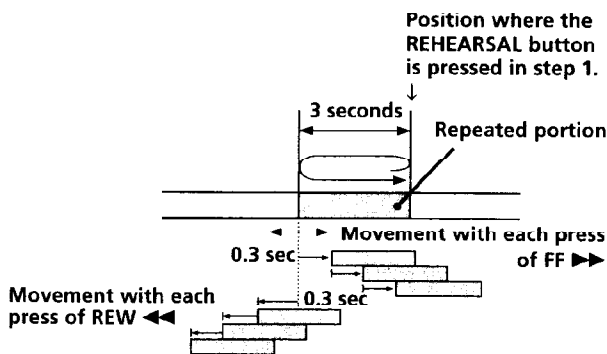 Position where the
REHEARSAL button
is pressed in step 1.
3 seconds
Repeated portion
Movement with each press
of FF ▶▶
0.3 sec
0.3 sec
Movement with each
press of REW ◀◀